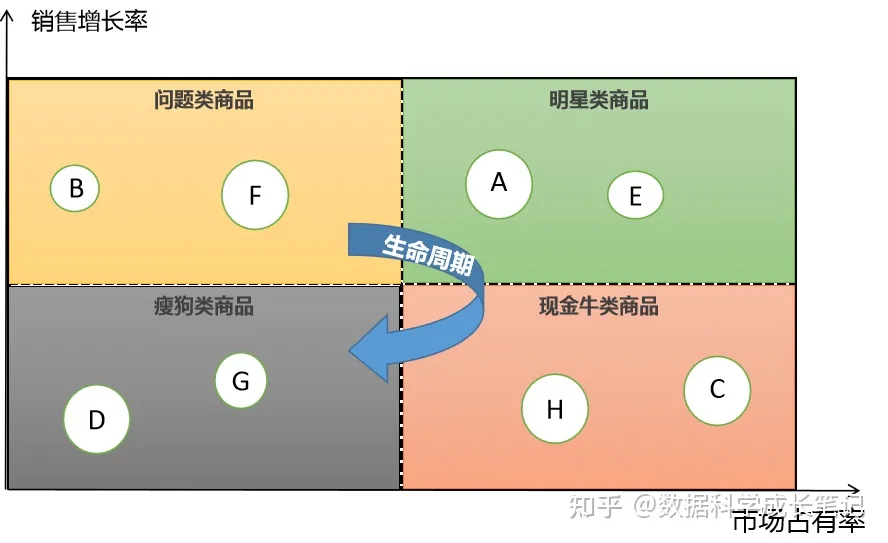 销售增长率
问题类商品
明星类商品
B
F
A
E
生命周期
瘦狗类商品
现金牛类商品
D
G
H
C
知乎 @数据科学成长笔记
市场占有率